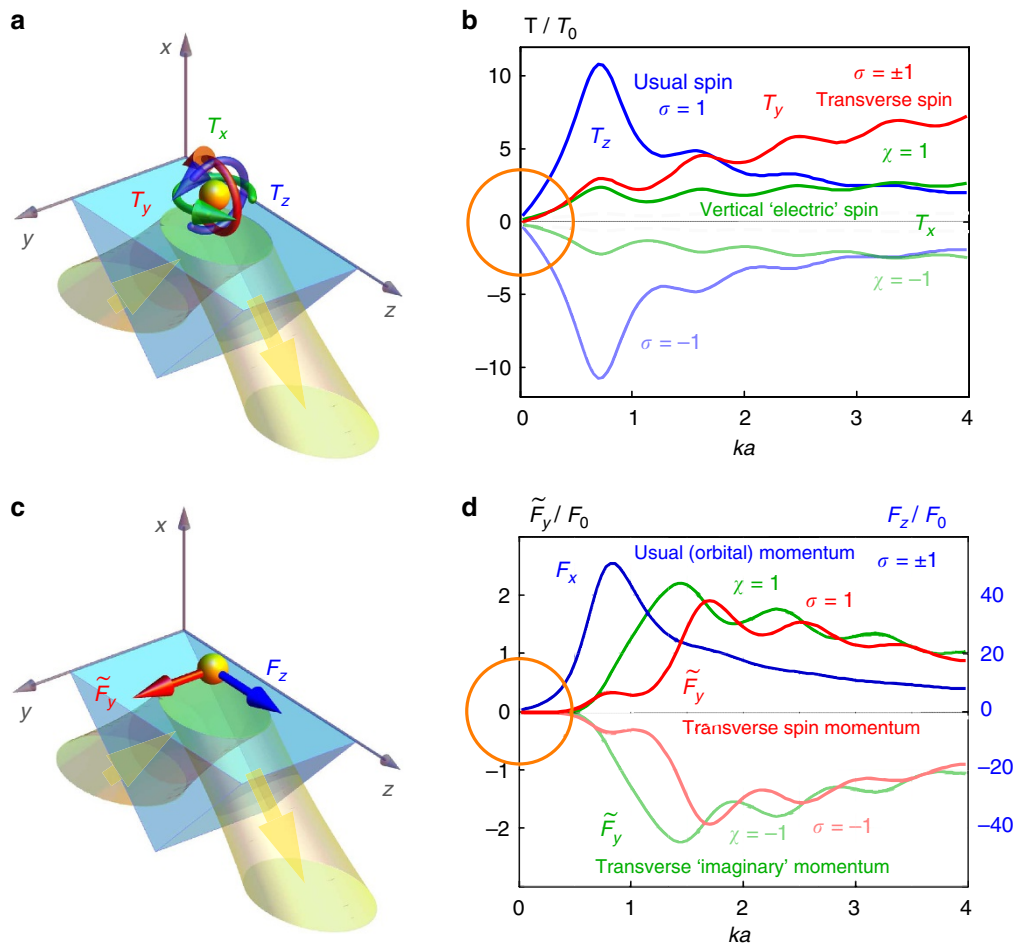 a
x
T_x
T_y
T_z
y
z
b
T / T_0
10
5
0
−5
−10
Usual spin
σ = 1
T_z
T_y
σ = ±1
Transverse spin
χ = 1
Vertical ‘electric’ spin
T_x
χ = −1
σ = −1
0 1 2 3 4
ka
c
x
F̃_y
F_z
y
z
d
F̃_y / F_0
F_z / F_0
2
1
0
−1
−2
40
20
0
−20
−40
Usual (orbital) momentum
σ = ±1
F_x
χ = 1
σ = 1
F̃_y
Transverse spin momentum
F̃_y
χ = −1
σ = −1
Transverse ‘imaginary’ momentum
0 1 2 3 4
ka